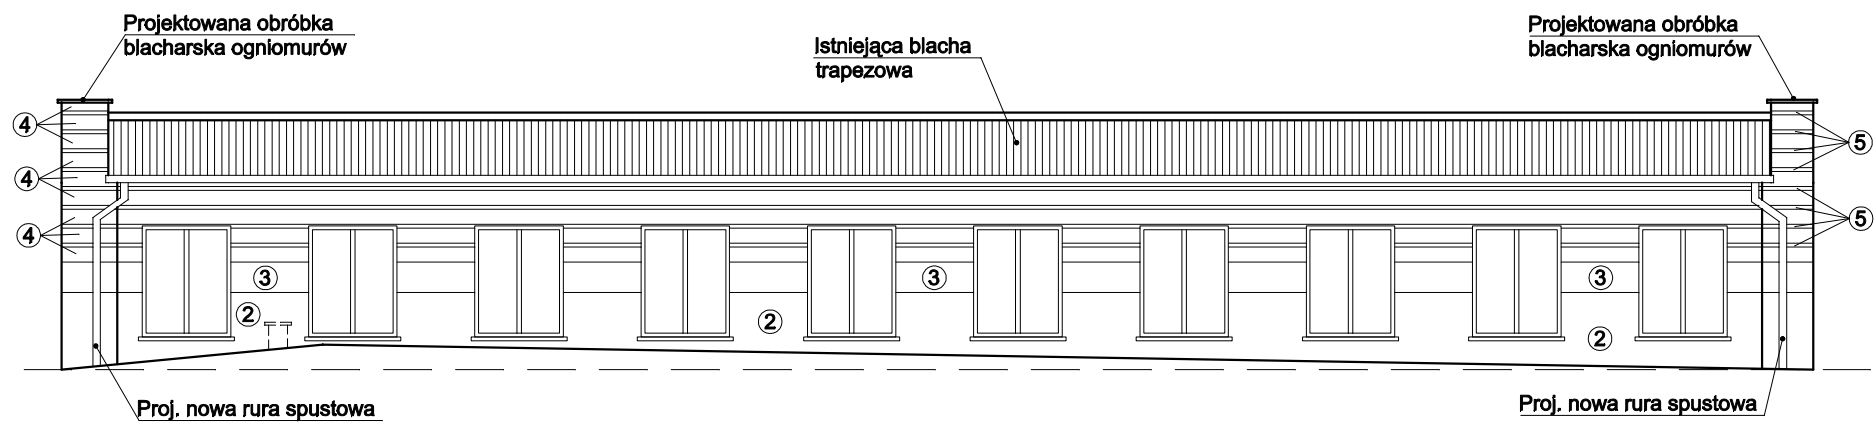 Projektowana obróbka
blacharska ogniomurów
Istniejąca blacha
trapezowa
Projektowana obróbka
blacharska ogniomurów
4
4
4
5
5
3
3
3
2
2
2
Proj. nowa rura spustowa
Proj. nowa rura spustowa